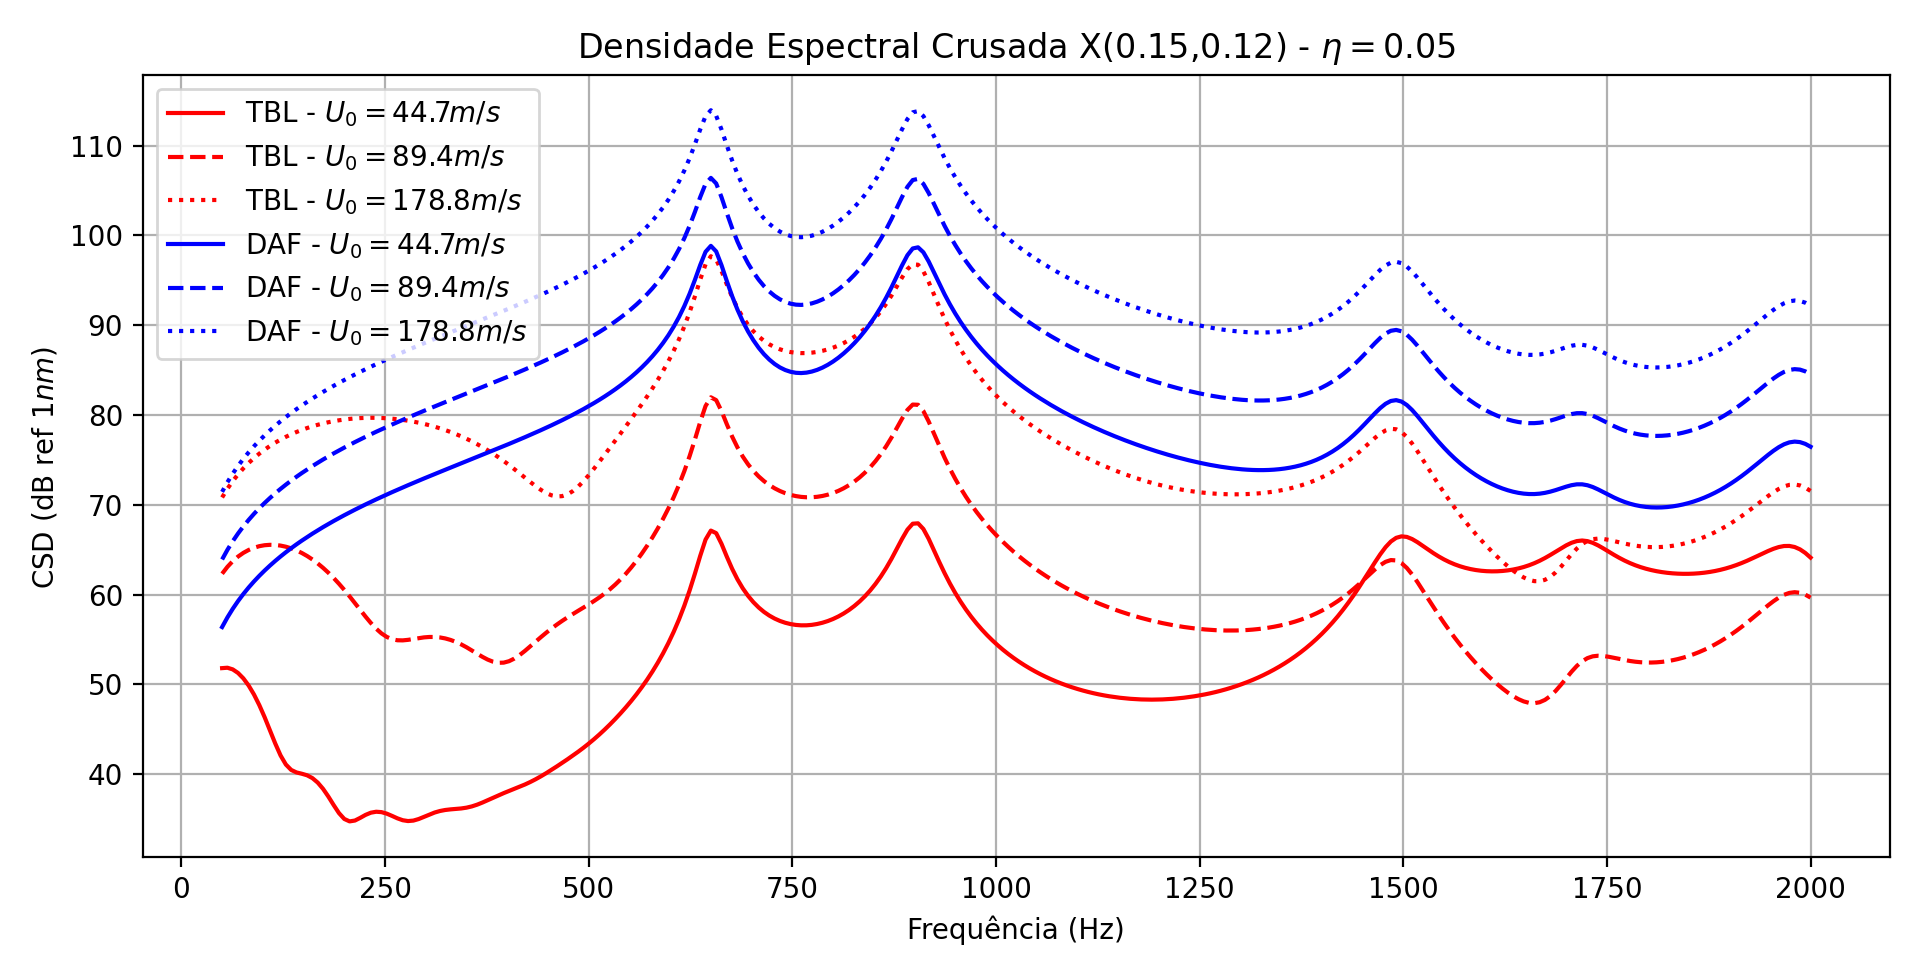 Densidade Espectral Crusada X(0.15,0.12) - η = 0.05
TBL - U₀ = 44.7m/s
TBL - U₀ = 89.4m/s
TBL - U₀ = 178.8m/s
DAF - U₀ = 44.7m/s
DAF - U₀ = 89.4m/s
DAF - U₀ = 178.8m/s
CSD (dB ref 1nm)
110
100
90
80
70
60
50
40
0 250 500 750 1000 1250 1500 1750 2000
Frequência (Hz)